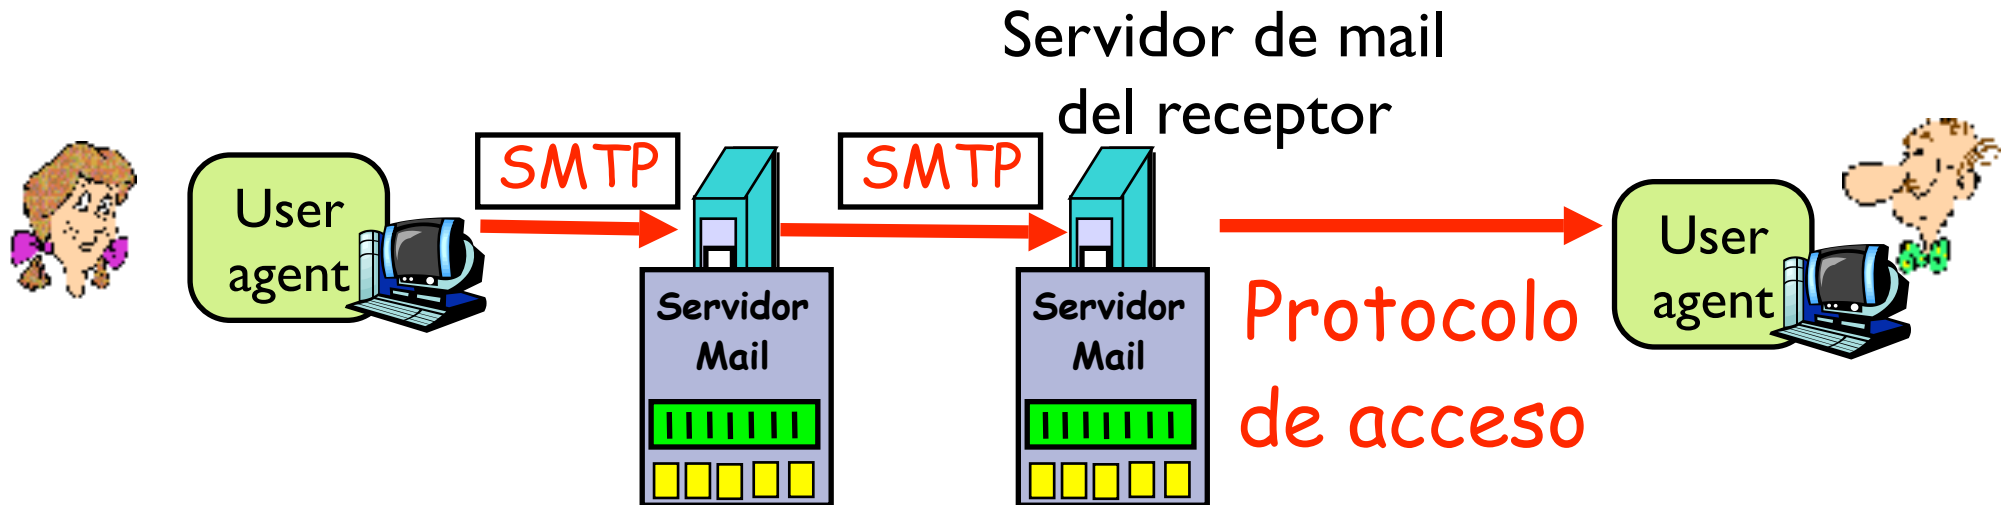 Servidor de mail
del receptor
SMTP
SMTP
User
agent
Servidor
Mail
Servidor
Mail
Protocolo
de acceso
User
agent